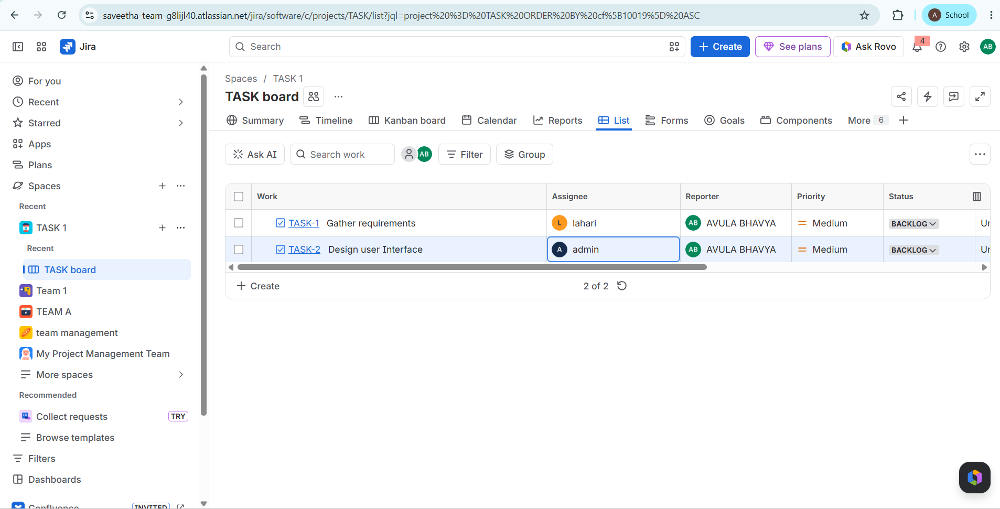 saveetha-team-g8lijl40.atlassian.net/jira/software/c/projects/TASK/list?jql=project%20%3D%20TASK%20ORDER%20BY%20cf%5B10019%5D%20ASC
A School
Jira
Search
Create
See plans
Ask Rovo
4
AB
For you
Recent
Starred
Apps
Plans
Spaces
Recent
TASK 1
Recent
TASK board
Team 1
TEAM A
team management
My Project Management Team
More spaces
Recommended
Collect requests TRY
Browse templates
Filters
Dashboards
Confluence INVITED
Spaces / TASK 1
TASK board
Summary Timeline Kanban board Calendar Reports List Forms Goals Components More 6
Ask AI Search work AB Filter Group
Work Assignee Reporter Priority Status
TASK-1 Gather requirements L lahari AB AVULA BHAVYA Medium BACKLOG Un
TASK-2 Design user Interface A admin AB AVULA BHAVYA Medium BACKLOG Un
Create 2 of 2